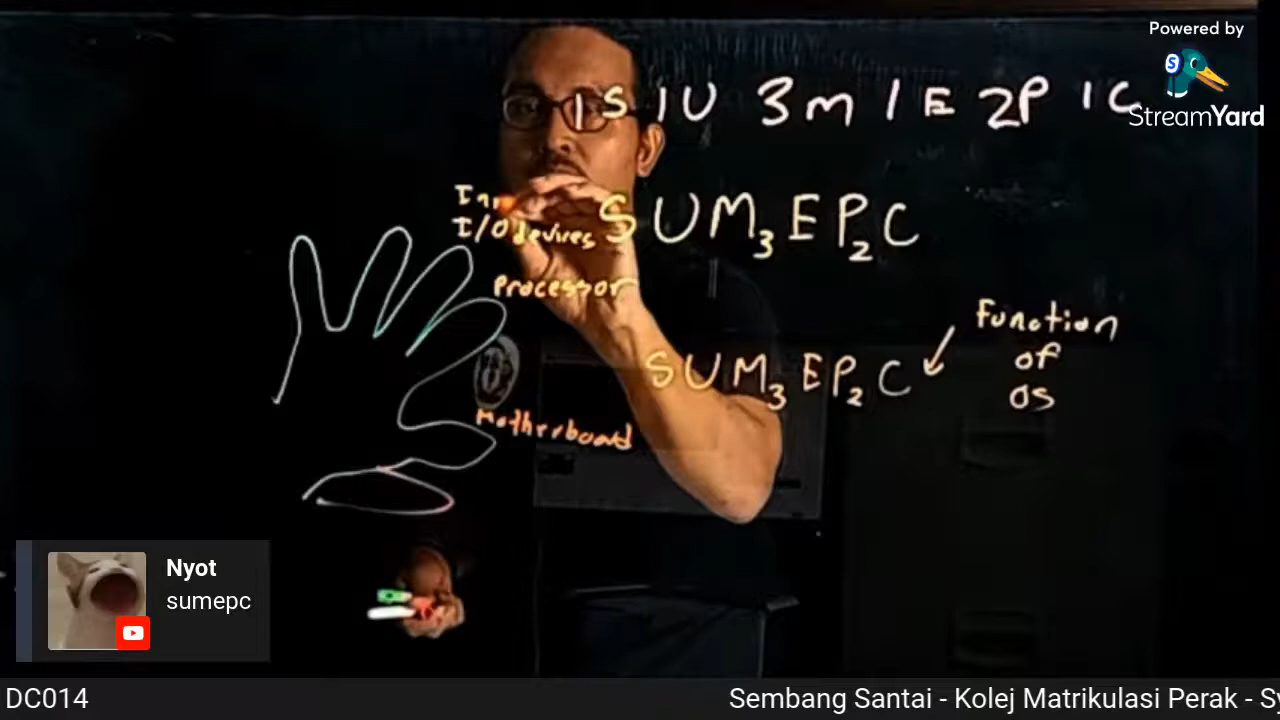 Powered by
StreamYard
1S 1U 3M 1E 2P 1C
SUM3EP2C
I/O devices
Processor
Function
of
OS
SUM3EP2C
Motherboard
Nyot
sumepc
DC014
Sembang Santai - Kolej Matrikulasi Perak - Sy